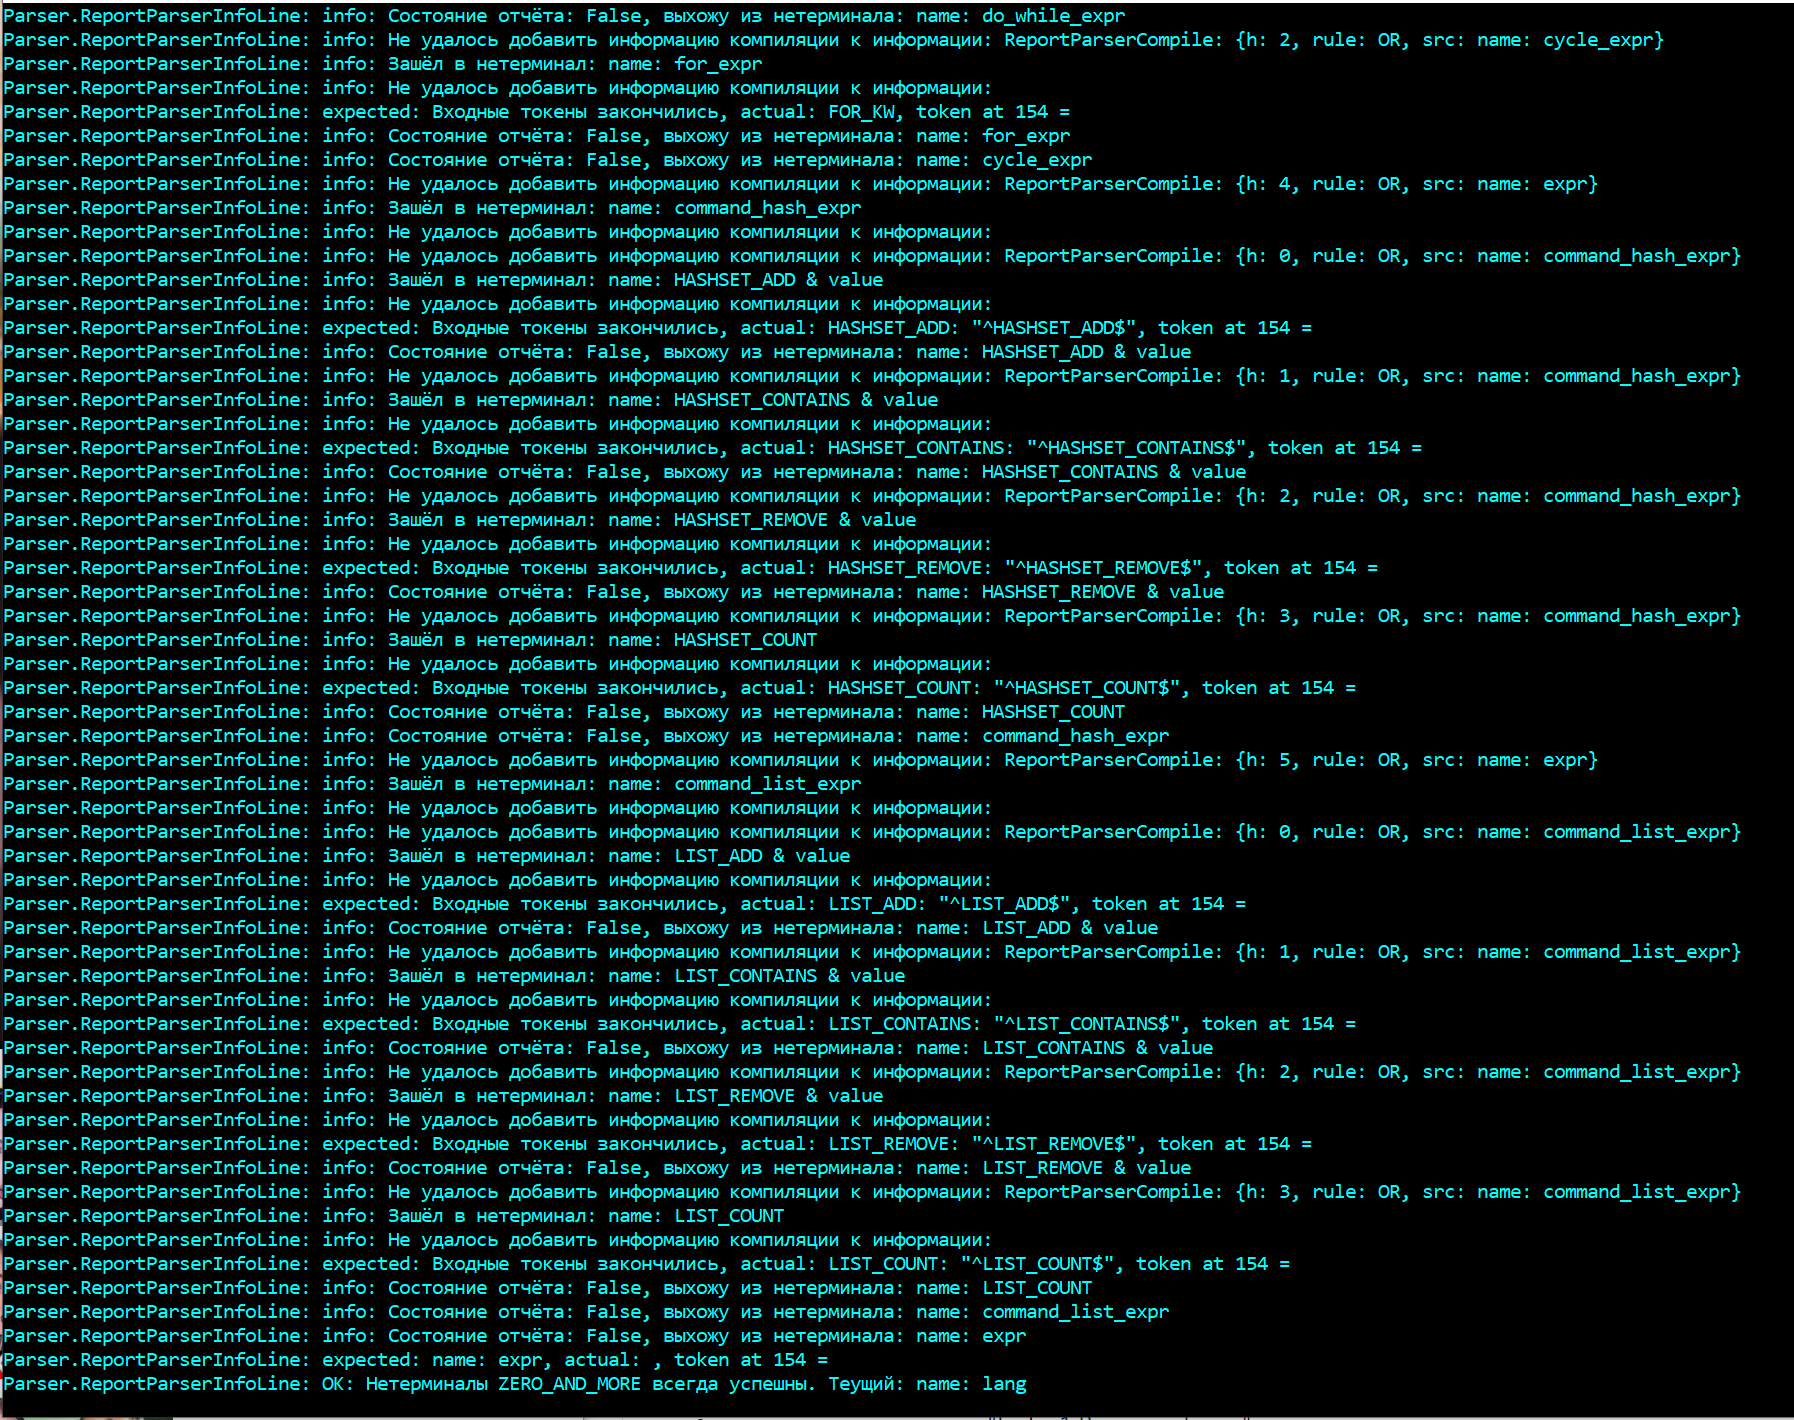 Parser.ReportParserInfoLine: info: Состояние отчёта: False, выхожу из нетерминала: name: do_while_expr
Parser.ReportParserInfoLine: info: Не удалось добавить информацию компиляции к информации: ReportParserCompile: {h: 2, rule: OR, src: name: cycle_expr}
Parser.ReportParserInfoLine: info: Зашёл в нетерминал: name: for_expr
Parser.ReportParserInfoLine: info: Не удалось добавить информацию компиляции к информации:
Parser.ReportParserInfoLine: expected: Входные токены закончились, actual: FOR_KW, token at 154 =
Parser.ReportParserInfoLine: info: Состояние отчёта: False, выхожу из нетерминала: name: for_expr
Parser.ReportParserInfoLine: info: Состояние отчёта: False, выхожу из нетерминала: name: cycle_expr
Parser.ReportParserInfoLine: info: Не удалось добавить информацию компиляции к информации: ReportParserCompile: {h: 4, rule: OR, src: name: expr}
Parser.ReportParserInfoLine: info: Зашёл в нетерминал: name: command_hash_expr
Parser.ReportParserInfoLine: info: Не удалось добавить информацию компиляции к информации:
Parser.ReportParserInfoLine: info: Не удалось добавить информацию компиляции к информации: ReportParserCompile: {h: 0, rule: OR, src: name: command_hash_expr}
Parser.ReportParserInfoLine: info: Зашёл в нетерминал: name: HASHSET_ADD & value
Parser.ReportParserInfoLine: info: Не удалось добавить информацию компиляции к информации:
Parser.ReportParserInfoLine: expected: Входные токены закончились, actual: HASHSET_ADD: "^HASHSET_ADD$", token at 154 =
Parser.ReportParserInfoLine: info: Состояние отчёта: False, выхожу из нетерминала: name: HASHSET_ADD & value
Parser.ReportParserInfoLine: info: Не удалось добавить информацию компиляции к информации: ReportParserCompile: {h: 1, rule: OR, src: name: command_hash_expr}
Parser.ReportParserInfoLine: info: Зашёл в нетерминал: name: HASHSET_CONTAINS & value
Parser.ReportParserInfoLine: info: Не удалось добавить информацию компиляции к информации:
Parser.ReportParserInfoLine: expected: Входные токены закончились, actual: HASHSET_CONTAINS: "^HASHSET_CONTAINS$", token at 154 =
Parser.ReportParserInfoLine: info: Состояние отчёта: False, выхожу из нетерминала: name: HASHSET_CONTAINS & value
Parser.ReportParserInfoLine: info: Не удалось добавить информацию компиляции к информации: ReportParserCompile: {h: 2, rule: OR, src: name: command_hash_expr}
Parser.ReportParserInfoLine: info: Зашёл в нетерминал: name: HASHSET_REMOVE & value
Parser.ReportParserInfoLine: info: Не удалось добавить информацию компиляции к информации:
Parser.ReportParserInfoLine: expected: Входные токены закончились, actual: HASHSET_REMOVE: "^HASHSET_REMOVE$", token at 154 =
Parser.ReportParserInfoLine: info: Состояние отчёта: False, выхожу из нетерминала: name: HASHSET_REMOVE & value
Parser.ReportParserInfoLine: info: Не удалось добавить информацию компиляции к информации: ReportParserCompile: {h: 3, rule: OR, src: name: command_hash_expr}
Parser.ReportParserInfoLine: info: Зашёл в нетерминал: name: HASHSET_COUNT
Parser.ReportParserInfoLine: info: Не удалось добавить информацию компиляции к информации:
Parser.ReportParserInfoLine: expected: Входные токены закончились, actual: HASHSET_COUNT: "^HASHSET_COUNT$", token at 154 =
Parser.ReportParserInfoLine: info: Состояние отчёта: False, выхожу из нетерминала: name: HASHSET_COUNT
Parser.ReportParserInfoLine: info: Состояние отчёта: False, выхожу из нетерминала: name: command_hash_expr
Parser.ReportParserInfoLine: info: Не удалось добавить информацию компиляции к информации: ReportParserCompile: {h: 5, rule: OR, src: name: expr}
Parser.ReportParserInfoLine: info: Зашёл в нетерминал: name: command_list_expr
Parser.ReportParserInfoLine: info: Не удалось добавить информацию компиляции к информации:
Parser.ReportParserInfoLine: info: Не удалось добавить информацию компиляции к информации: ReportParserCompile: {h: 0, rule: OR, src: name: command_list_expr}
Parser.ReportParserInfoLine: info: Зашёл в нетерминал: name: LIST_ADD & value
Parser.ReportParserInfoLine: info: Не удалось добавить информацию компиляции к информации:
Parser.ReportParserInfoLine: expected: Входные токены закончились, actual: LIST_ADD: "^LIST_ADD$", token at 154 =
Parser.ReportParserInfoLine: info: Состояние отчёта: False, выхожу из нетерминала: name: LIST_ADD & value
Parser.ReportParserInfoLine: info: Не удалось добавить информацию компиляции к информации: ReportParserCompile: {h: 1, rule: OR, src: name: command_list_expr}
Parser.ReportParserInfoLine: info: Зашёл в нетерминал: name: LIST_CONTAINS & value
Parser.ReportParserInfoLine: info: Не удалось добавить информацию компиляции к информации:
Parser.ReportParserInfoLine: expected: Входные токены закончились, actual: LIST_CONTAINS: "^LIST_CONTAINS$", token at 154 =
Parser.ReportParserInfoLine: info: Состояние отчёта: False, выхожу из нетерминала: name: LIST_CONTAINS & value
Parser.ReportParserInfoLine: info: Не удалось добавить информацию компиляции к информации: ReportParserCompile: {h: 2, rule: OR, src: name: command_list_expr}
Parser.ReportParserInfoLine: info: Зашёл в нетерминал: name: LIST_REMOVE & value
Parser.ReportParserInfoLine: info: Не удалось добавить информацию компиляции к информации:
Parser.ReportParserInfoLine: expected: Входные токены закончились, actual: LIST_REMOVE: "^LIST_REMOVE$", token at 154 =
Parser.ReportParserInfoLine: info: Состояние отчёта: False, выхожу из нетерминала: name: LIST_REMOVE & value
Parser.ReportParserInfoLine: info: Не удалось добавить информацию компиляции к информации: ReportParserCompile: {h: 3, rule: OR, src: name: command_list_expr}
Parser.ReportParserInfoLine: info: Зашёл в нетерминал: name: LIST_COUNT
Parser.ReportParserInfoLine: info: Не удалось добавить информацию компиляции к информации:
Parser.ReportParserInfoLine: expected: Входные токены закончились, actual: LIST_COUNT: "^LIST_COUNT$", token at 154 =
Parser.ReportParserInfoLine: info: Состояние отчёта: False, выхожу из нетерминала: name: LIST_COUNT
Parser.ReportParserInfoLine: info: Состояние отчёта: False, выхожу из нетерминала: name: command_list_expr
Parser.ReportParserInfoLine: info: Состояние отчёта: False, выхожу из нетерминала: name: expr
Parser.ReportParserInfoLine: expected: name: expr, actual: , token at 154 =
Parser.ReportParserInfoLine: OK: Нетерминалы ZERO_AND_MORE всегда успешны. Теущий: name: lang